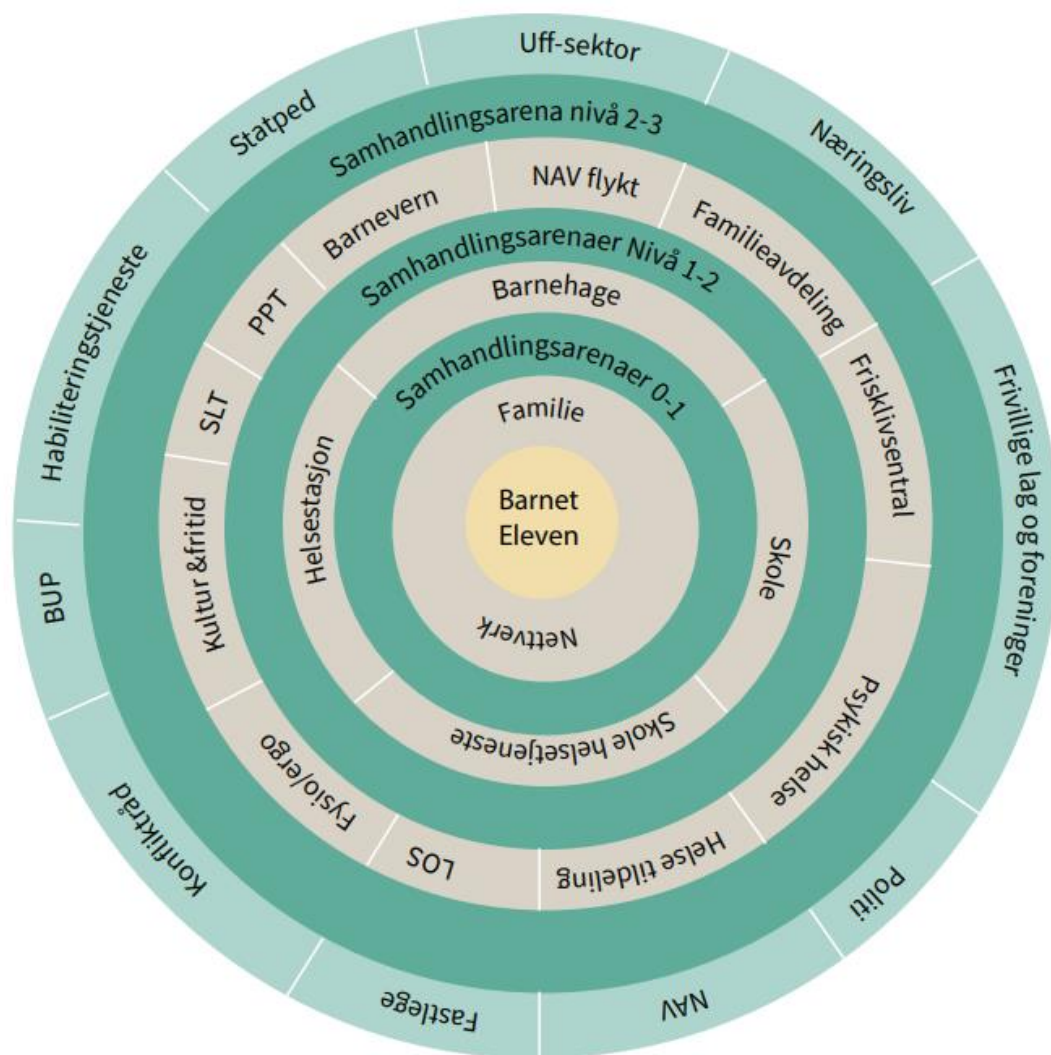 Uff-sektor
Næringsliv
Frivillige lag og foreninger
Politi
NAV
Fastlege
Konfliktråd
BUP
Habiliteringstjeneste
Statped
Samhandlingsarena nivå 2-3
NAV flykt
Familieavdeling
Frisklivsentral
Psykisk helse
Helse tildeling
LOS
Fysio/ergo
Kultur &fritid
SLT
PPT
Barnevern
Samhandlingsarenaer Nivå 1-2
Barnehage
Skole
Skole helsetjeneste
Helsestasjon
Samhandlingsarenaer 0-1
Familie
Nettverk
Barnet
Eleven